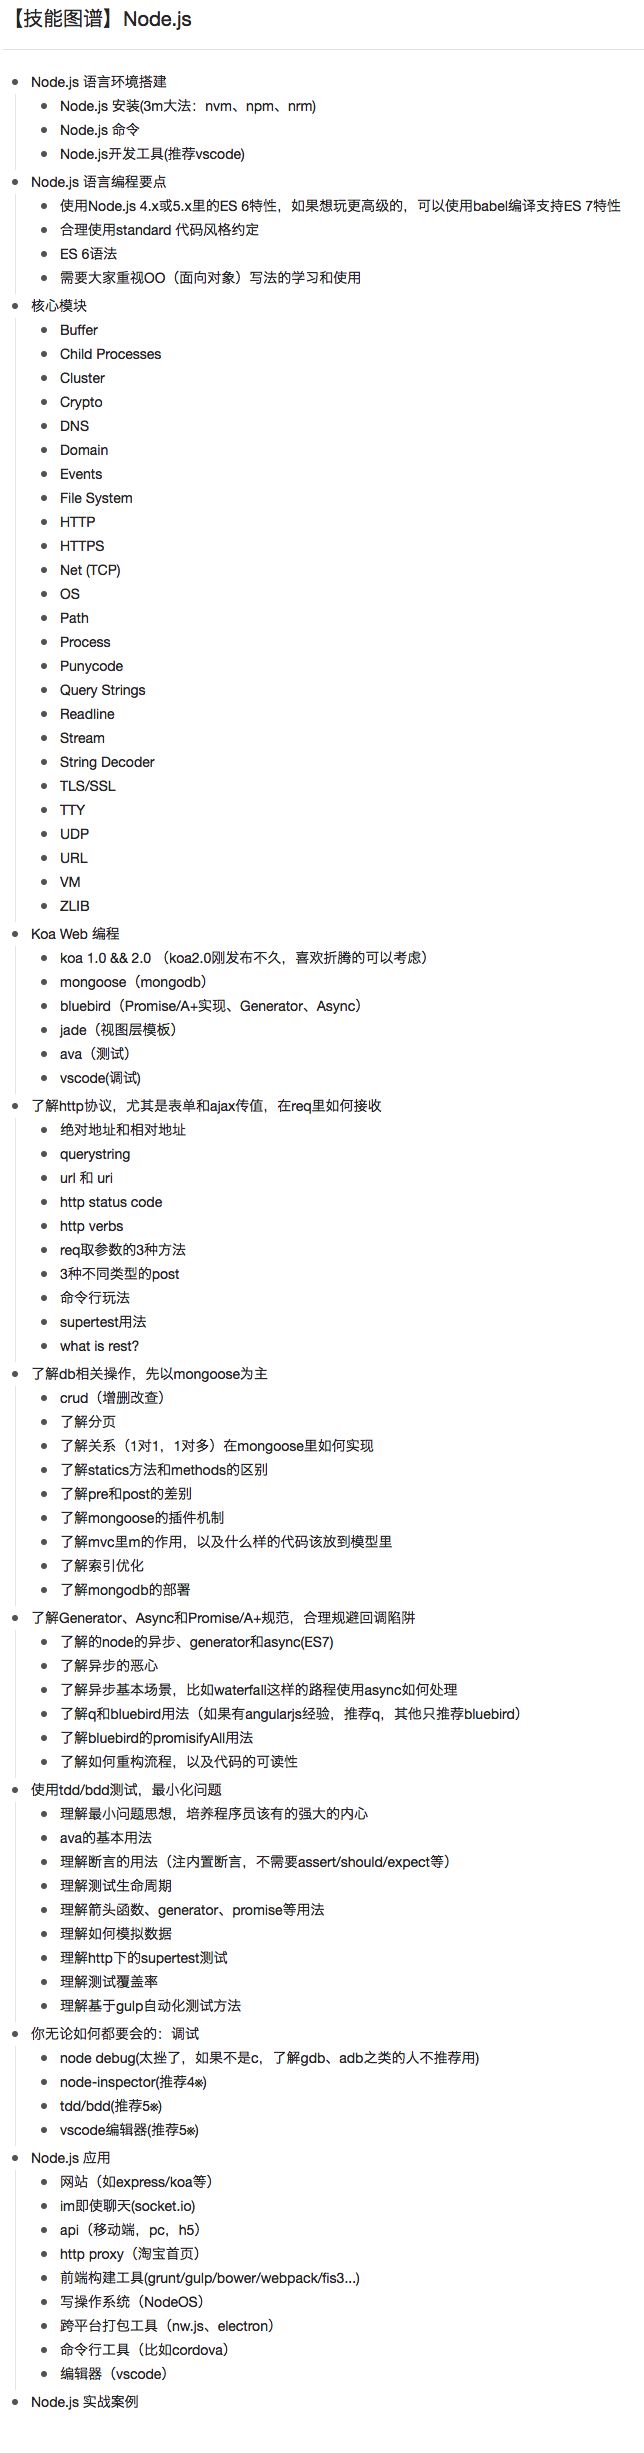 【技能图谱】Node.js
Node.js 语言环境搭建
Node.js 安装(3m大法：nvm、npm、nrm)
Node.js 命令
Node.js开发工具(推荐vscode)
Node.js 语言编程要点
使用Node.js 4.x或5.x里的ES 6特性，如果想玩更高级的，可以使用babel编译支持ES 7特性
合理使用standard 代码风格约定
ES 6语法
需要大家重视OO（面向对象）写法的学习和使用
核心模块
Buffer
Child Processes
Cluster
Crypto
DNS
Domain
Events
File System
HTTP
HTTPS
Net (TCP)
OS
Path
Process
Punycode
Query Strings
Readline
Stream
String Decoder
TLS/SSL
TTY
UDP
URL
VM
ZLIB
Koa Web 编程
koa 1.0 && 2.0 （koa2.0刚发布不久，喜欢折腾的可以考虑）
mongoose（mongodb）
bluebird（Promise/A+实现、Generator、Async）
jade（视图层模板）
ava（测试）
vscode(调试)
了解http协议，尤其是表单和ajax传值，在req里如何接收
绝对地址和相对地址
querystring
url 和 uri
http status code
http verbs
req取参数的3种方法
3种不同类型的post
命令行玩法
supertest用法
what is rest?
了解db相关操作，先以mongoose为主
crud（增删改查）
了解分页
了解关系（1对1，1对多）在mongoose里如何实现
了解statics方法和methods的区别
了解pre和post的差别
了解mongoose的插件机制
了解mvc里m的作用，以及什么样的代码该放到模型里
了解索引优化
了解mongodb的部署
了解Generator、Async和Promise/A+规范，合理规避回调陷阱
了解的node的异步、generator和async(ES7)
了解异步的恶心
了解异步基本场景，比如waterfall这样的路程使用async如何处理
了解q和bluebird用法（如果有angularjs经验，推荐q，其他只推荐bluebird）
了解bluebird的promisifyAll用法
了解如何重构流程，以及代码的可读性
使用tdd/bdd测试，最小化问题
理解最小问题思想，培养程序员该有的强大的内心
ava的基本用法
理解断言的用法（注内置断言，不需要assert/should/expect等）
理解测试生命周期
理解箭头函数、generator、promise等用法
理解如何模拟数据
理解http下的supertest测试
理解测试覆盖率
理解基于gulp自动化测试方法
你无论如何都要会的：调试
node debug(太挫了，如果不是c，了解gdb、adb之类的人不推荐用)
node-inspector(推荐4※)
tdd/bdd(推荐5※)
vscode编辑器(推荐5※)
Node.js 应用
网站（如express/koa等）
im即使聊天(socket.io)
api（移动端，pc，h5）
http proxy（淘宝首页）
前端构建工具(grunt/gulp/bower/webpack/fis3...)
写操作系统（NodeOS）
跨平台打包工具（nw.js、electron）
命令行工具（比如cordova）
编辑器（vscode）
Node.js 实战案例